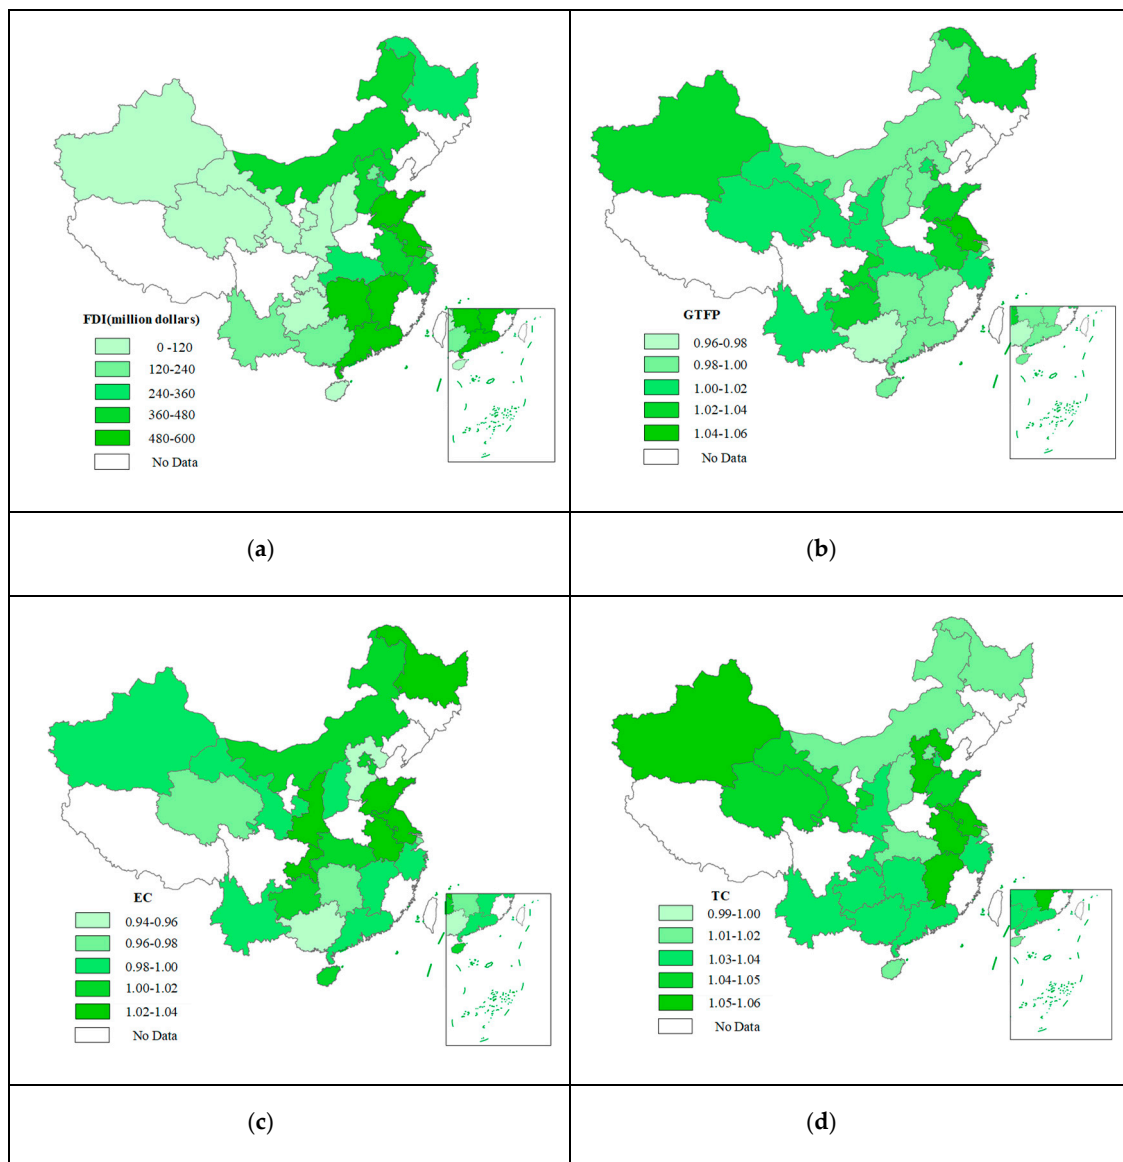 FDI(million dollars)
0 -120
120-240
240-360
360-480
480-600
No Data
(a)
GTFP
0.96-0.98
0.98-1.00
1.00-1.02
1.02-1.04
1.04-1.06
No Data
(b)
EC
0.94-0.96
0.96-0.98
0.98-1.00
1.00-1.02
1.02-1.04
No Data
(c)
TC
0.99-1.00
1.01-1.02
1.03-1.04
1.04-1.05
1.05-1.06
No Data
(d)